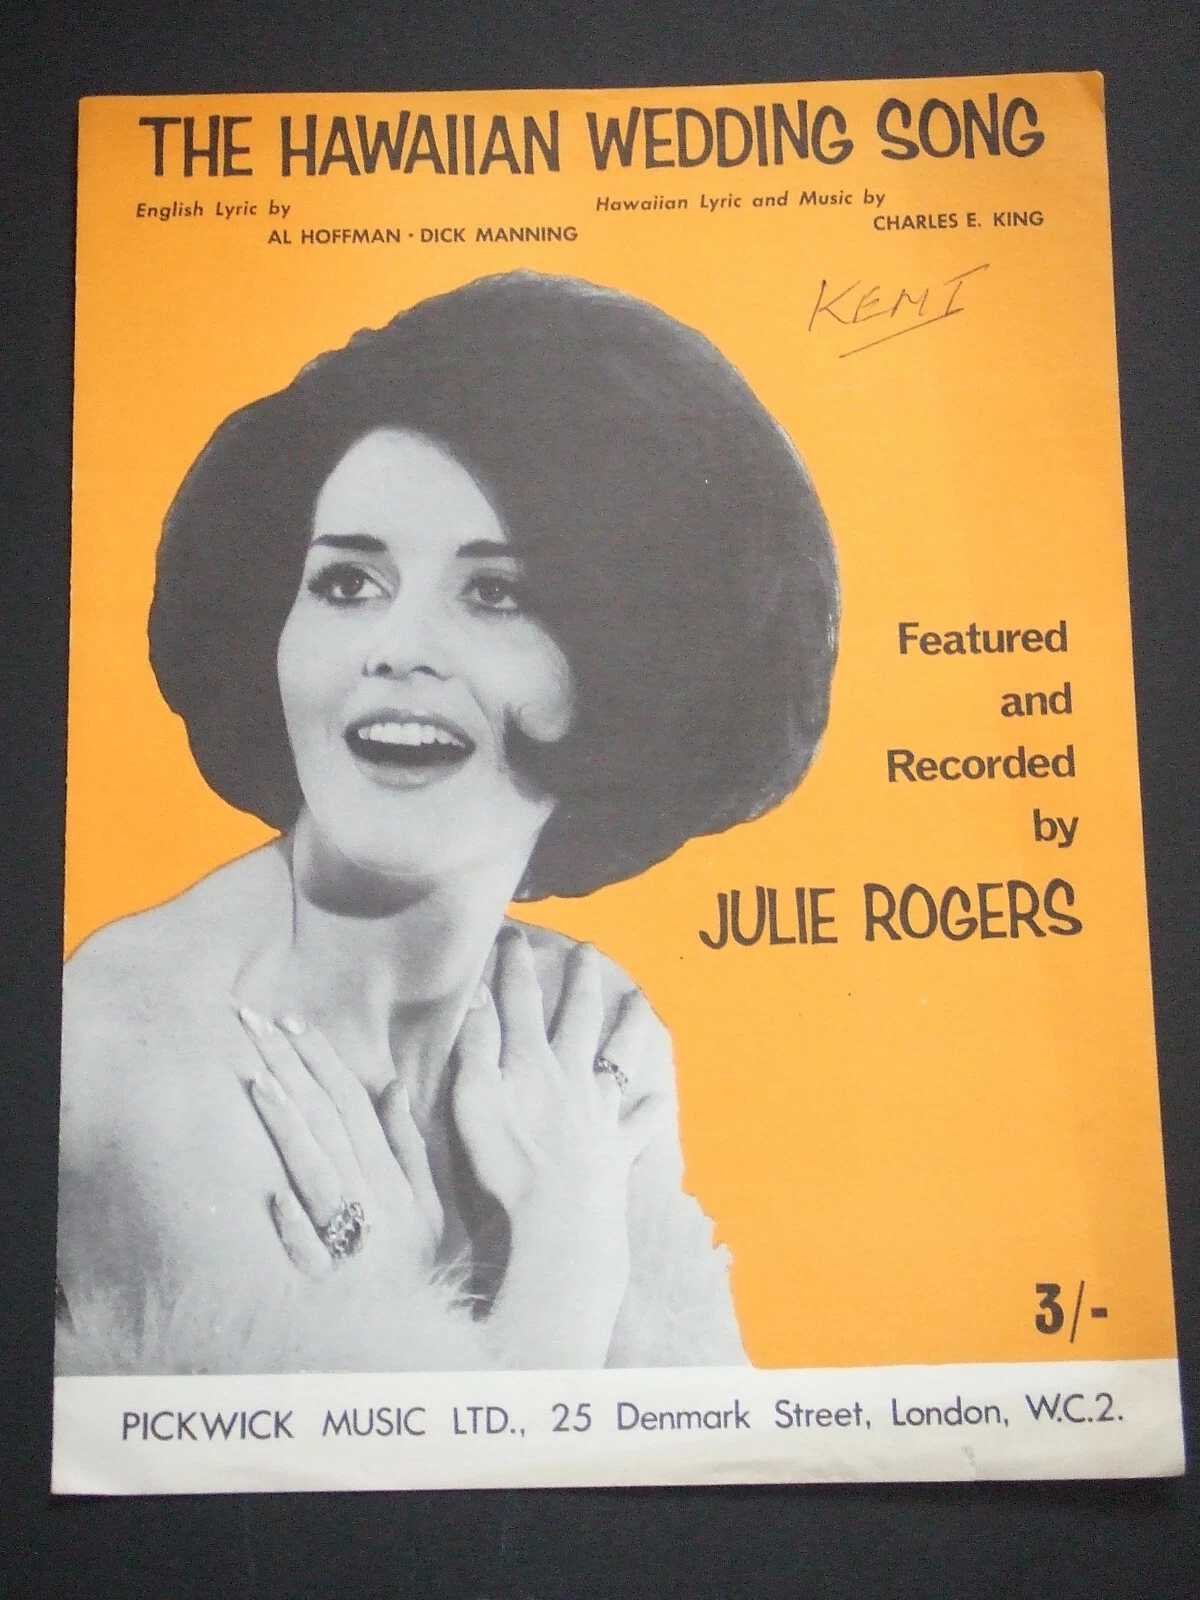 THE HAWAIIAN WEDDING SONG
English Lyric by
AL HOFFMAN · DICK MANNING
Hawaiian Lyric and Music by
CHARLES E. KING
KEMI
Featured
and
Recorded
by
JULIE ROGERS
3/-
PICKWICK MUSIC LTD., 25 Denmark Street, London, W.C.2.